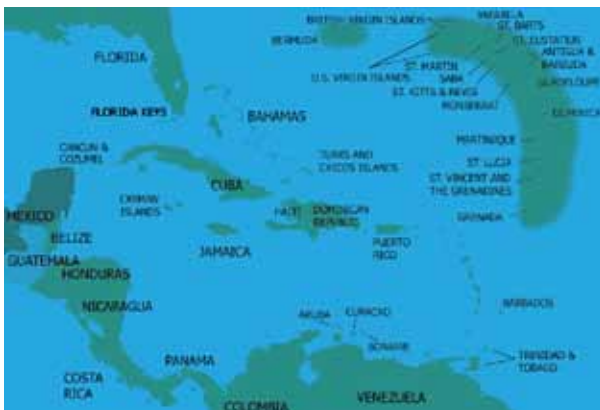 BRITISH VIRGIN ISLANDS
ANGUILLA
ST. BARTS
BERMUDA
ST. EUSTATIUS
ANTIGUA &
BARBUDA
FLORIDA
ST. MARTIN
U.S. VIRGIN ISLANDS
SABA
GUADELOUPE
ST. KITTS & NEVIS
MONSERRAT
FLORIDA KEYS
BAHAMAS
DOMINICA
MARTINIQUE
CANCUN &
COZUMEL
TURKS AND
CAICOS ISLANDS
ST. LUCIA
CUBA
ST. VINCENT AND
THE GRENADINES
CAYMAN
ISLANDS
MEXICO
HAITI
DOMINICAN
REPUBLIC
GRENADA
BELIZE
JAMAICA
PUERTO
RICO
GUATEMALA
HONDURAS
NICARAGUA
ARUBA
CURACAO
BARBADOS
BONAIRE
PANAMA
TRINIDAD &
TOBAGO
COSTA
RICA
COLOMBIA
VENEZUELA